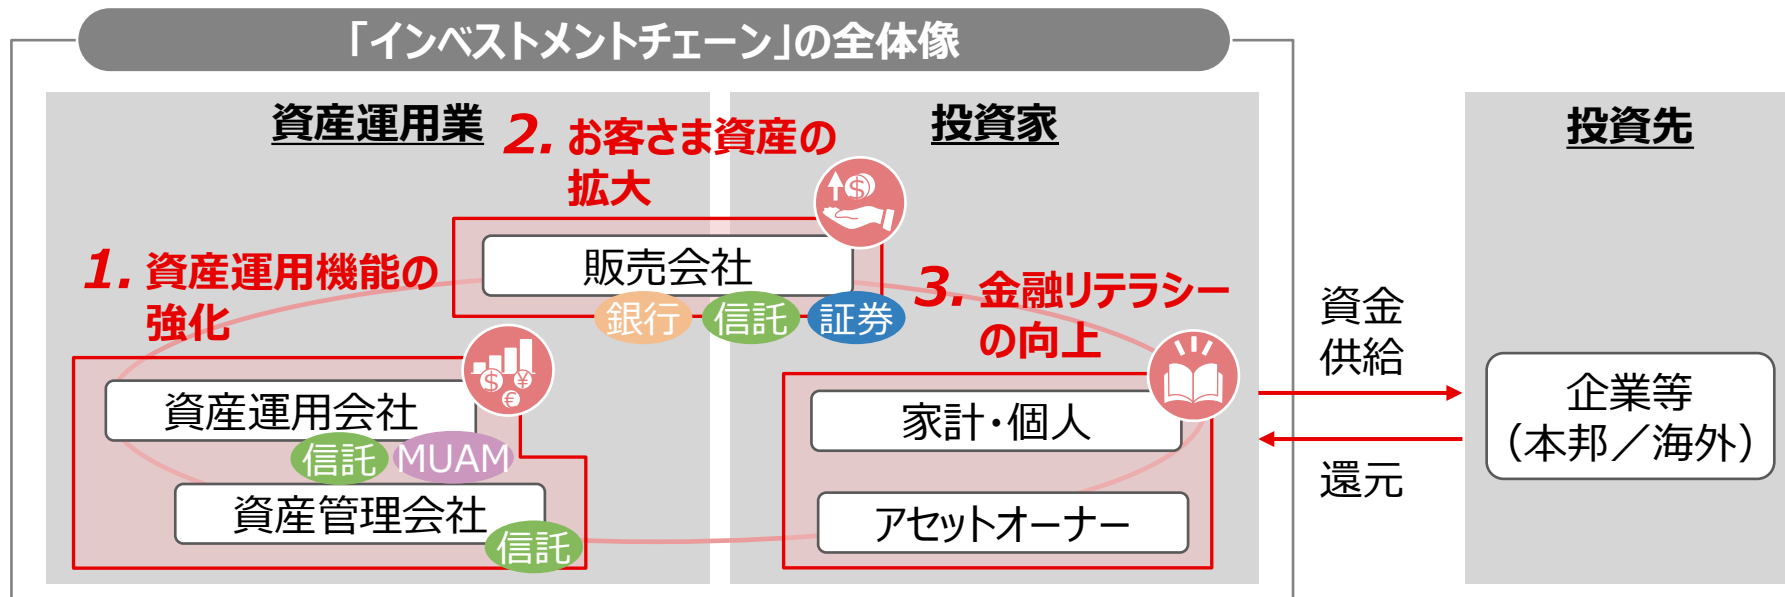 「インベストメントチェーン」の全体像
資産運用業
投資家
投資先
2. お客さま資産の
拡大
販売会社
銀行
信託
証券
1. 資産運用機能の
強化
資産運用会社
信託
MUAM
資産管理会社
信託
3. 金融リテラシー
の向上
家計・個人
アセットオーナー
資金
供給
還元
企業等
（本邦／海外）
$
$
¥
€